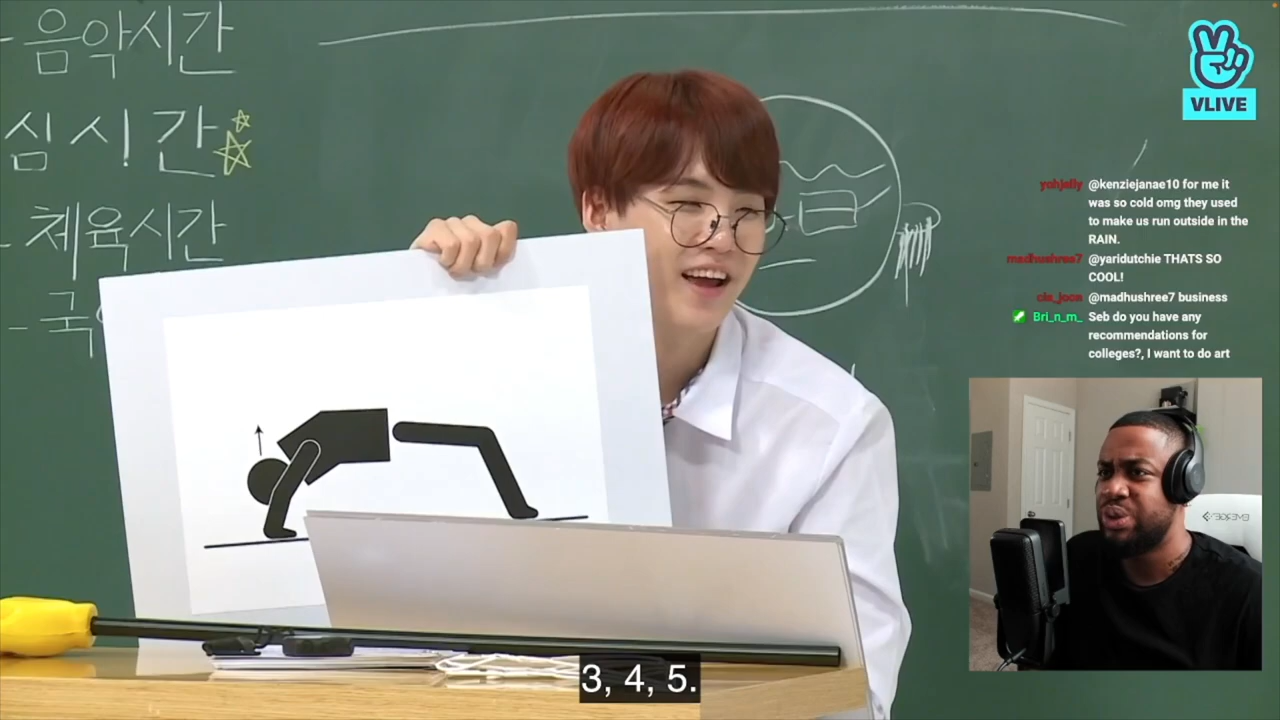 - 음악시간
심시간
- 체육시간
- 국
VLIVE
yohjelly @kenziejanae10 for me it
was so cold omg they used
to make us run outside in the
RAIN.
madhushree7 @yaridutchie THATS SO
COOL!
@madhushree7 business
Bri_n_m_ Seb do you have any
recommendations for
colleges?, I want to do art
3, 4, 5.